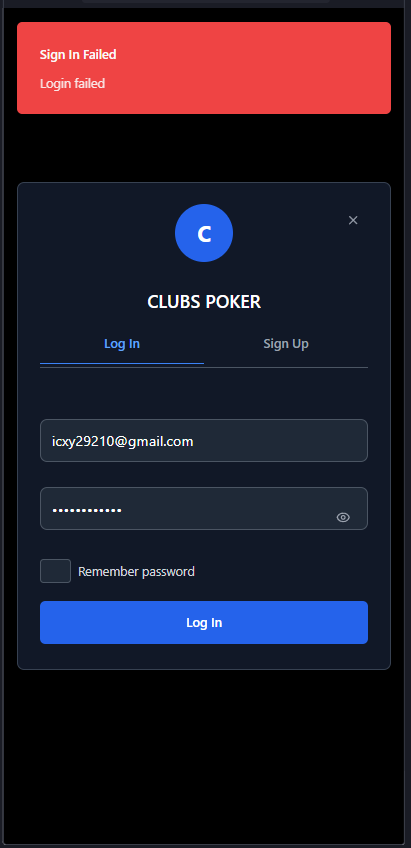 Sign In Failed
Login failed
C
CLUBS POKER
Log In
Sign Up
icxy29210@gmail.com
••••••••••••
Remember password
Log In